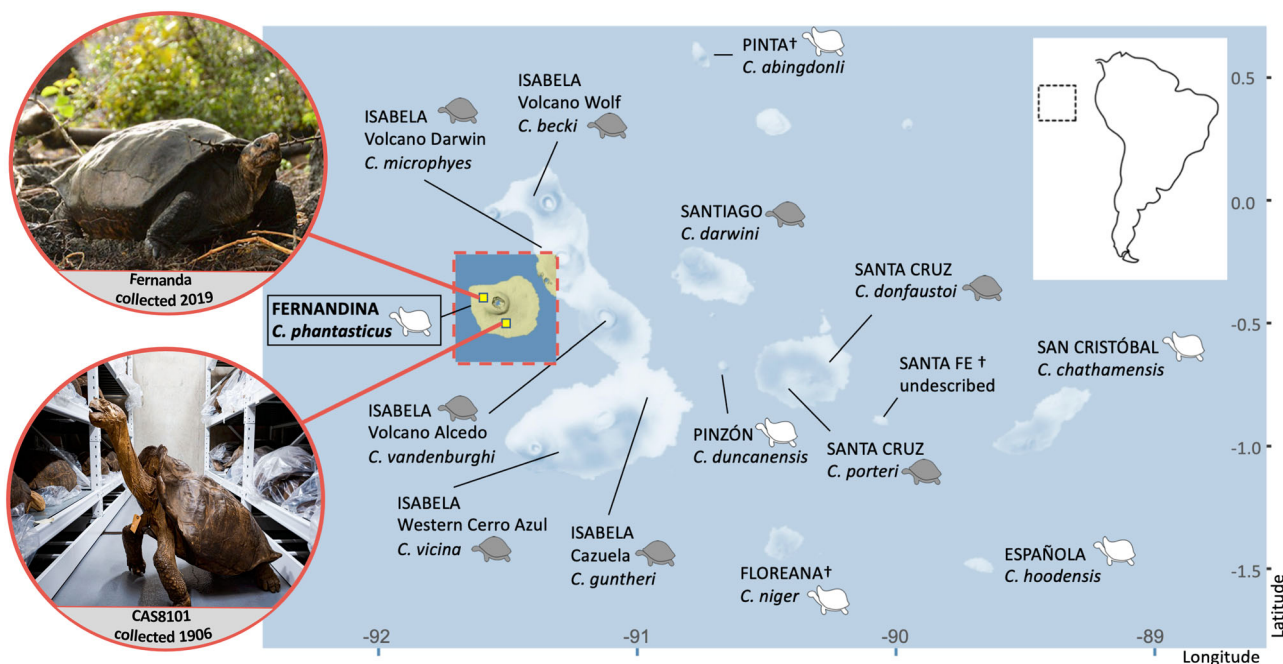 PINTA†
C. abingdonli
ISABELA
Volcano Wolf
C. becki
ISABELA
Volcano Darwin
C. microphyes
SANTIAGO
C. darwini
SANTA CRUZ
C. donfaustoi
Fernanda
collected 2019
FERNANDINA
C. phantasticus
SANTA FE †
undescribed
SAN CRISTÓBAL
C. chathamensis
ISABELA
Volcano Alcedo
C. vandenburghi
PINZÓN
C. duncanensis
SANTA CRUZ
C. porteri
ISABELA
Western Cerro Azul
C. vicina
ISABELA
Cazuela
C. guntheri
FLOREANA†
C. niger
ESPAÑOLA
C. hoodensis
CAS8101
collected 1906
0.5
0.0
-0.5
-1.0
-1.5
Latitude
-92
-91
-90
-89
Longitude